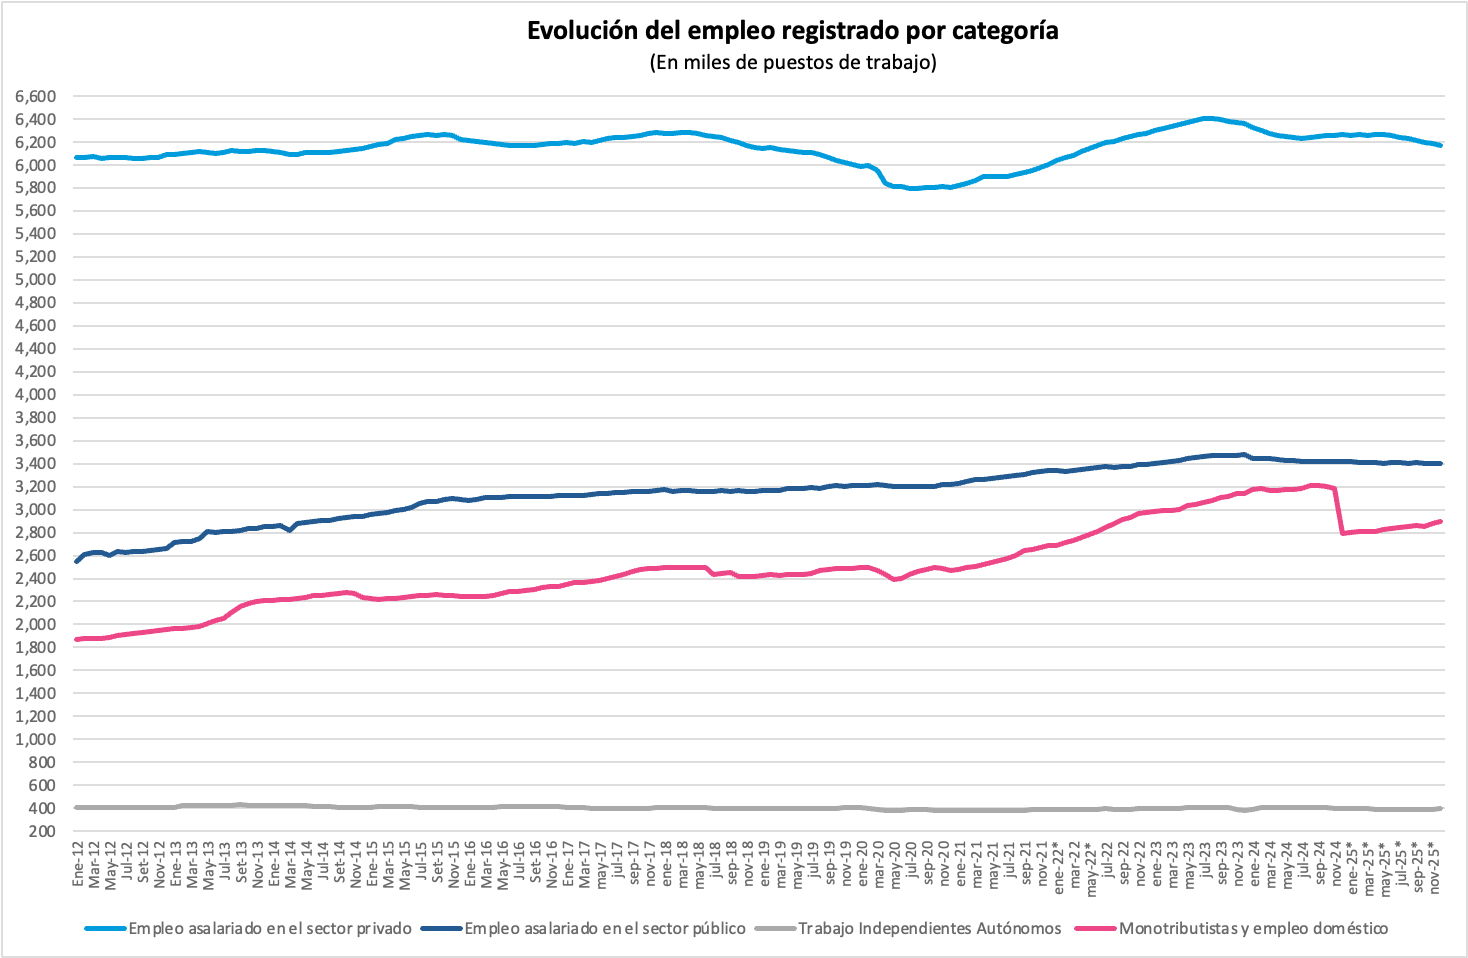 Evolución del empleo registrado por categoría
(En miles de puestos de trabajo)
6,600
6,400
6,200
6,000
5,800
5,600
5,400
5,200
5,000
4,800
4,600
4,400
4,200
4,000
3,800
3,600
3,400
3,200
3,000
2,800
2,600
2,400
2,200
2,000
1,800
1,600
1,400
1,200
1,000
800
600
400
200
Ene-12
Mar-12
May-12
Jul-12
Set-12
Nov-12
Ene-13
Mar-13
May-13
Jul-13
Set-13
Nov-13
Ene-14
Mar-14
May-14
Jul-14
Set-14
Nov-14
Ene-15
Mar-15
May-15
Jul-15
Set-15
Nov-15
Ene-16
Mar-16
May-16
Jul-16
Set-16
Nov-16
Ene-17
Mar-17
may-17
jul-17
sep-17
nov-17
ene-18
mar-18
may-18
jul-18
sep-18
nov-18
ene-19
mar-19
may-19
jul-19
sep-19
nov-19
ene-20
mar-20
may-20
jul-20
sep-20
nov-20
ene-21
mar-21
may-21
jul-21
sep-21
nov-21
ene-22*
mar-22
may-22*
jul-22
sep-22
nov-22
ene-23
mar-23
may-23
jul-23
sep-23
nov-23
ene-24
mar-24
may-24
jul-24
sep-24
nov-24
ene-25*
mar-25*
may-25*
jul-25*
sep-25*
nov-25*
Empleo asalariado en el sector privado
Empleo asalariado en el sector público
Trabajo Independientes Autónomos
Monotributistas y empleo doméstico